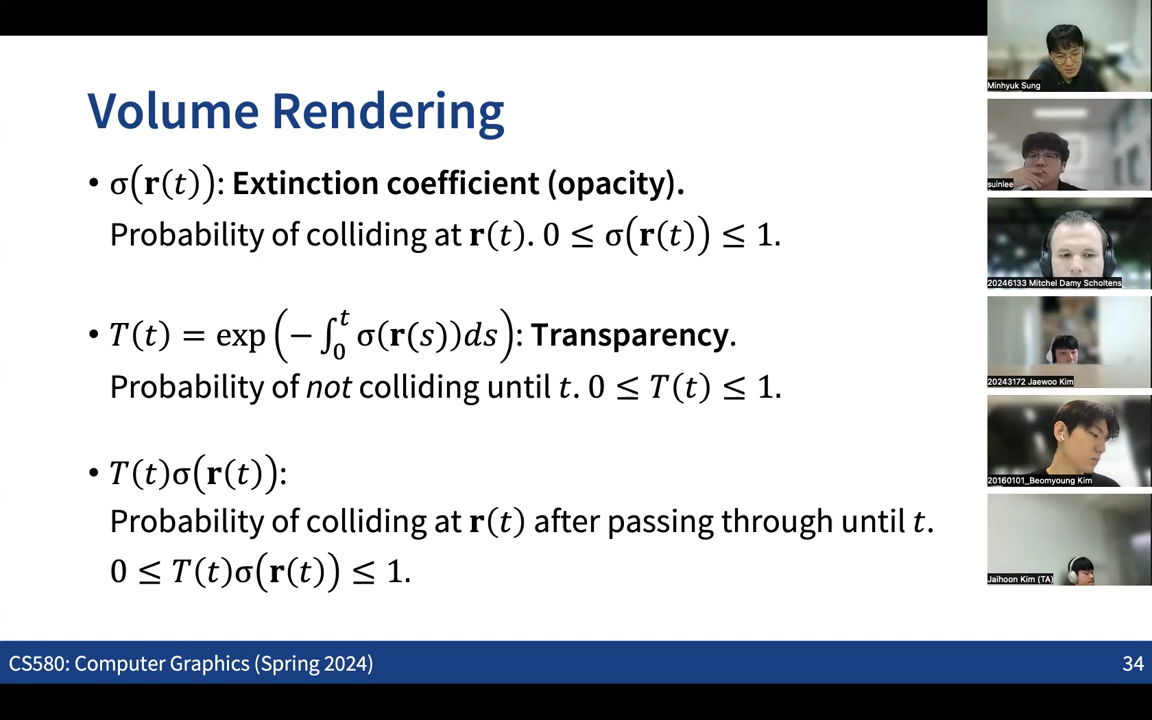 Volume Rendering
• σ(𝐫(t)): Extinction coefficient (opacity).
Probability of colliding at 𝐫(t). 0 ≤ σ(𝐫(t)) ≤ 1.
• T(t) = exp(−∫₀ᵗ σ(𝐫(s))ds): Transparency.
Probability of not colliding until t. 0 ≤ T(t) ≤ 1.
• T(t)σ(𝐫(t)):
Probability of colliding at 𝐫(t) after passing through until t.
0 ≤ T(t)σ(𝐫(t)) ≤ 1.
CS580: Computer Graphics (Spring 2024)
34
Minhyuk Sung
suinlee
20246133 Mitchel Damy Scholtens
20243172 Jaewoo Kim
20160101_Beomyoung Kim
Jaihoon Kim (TA)